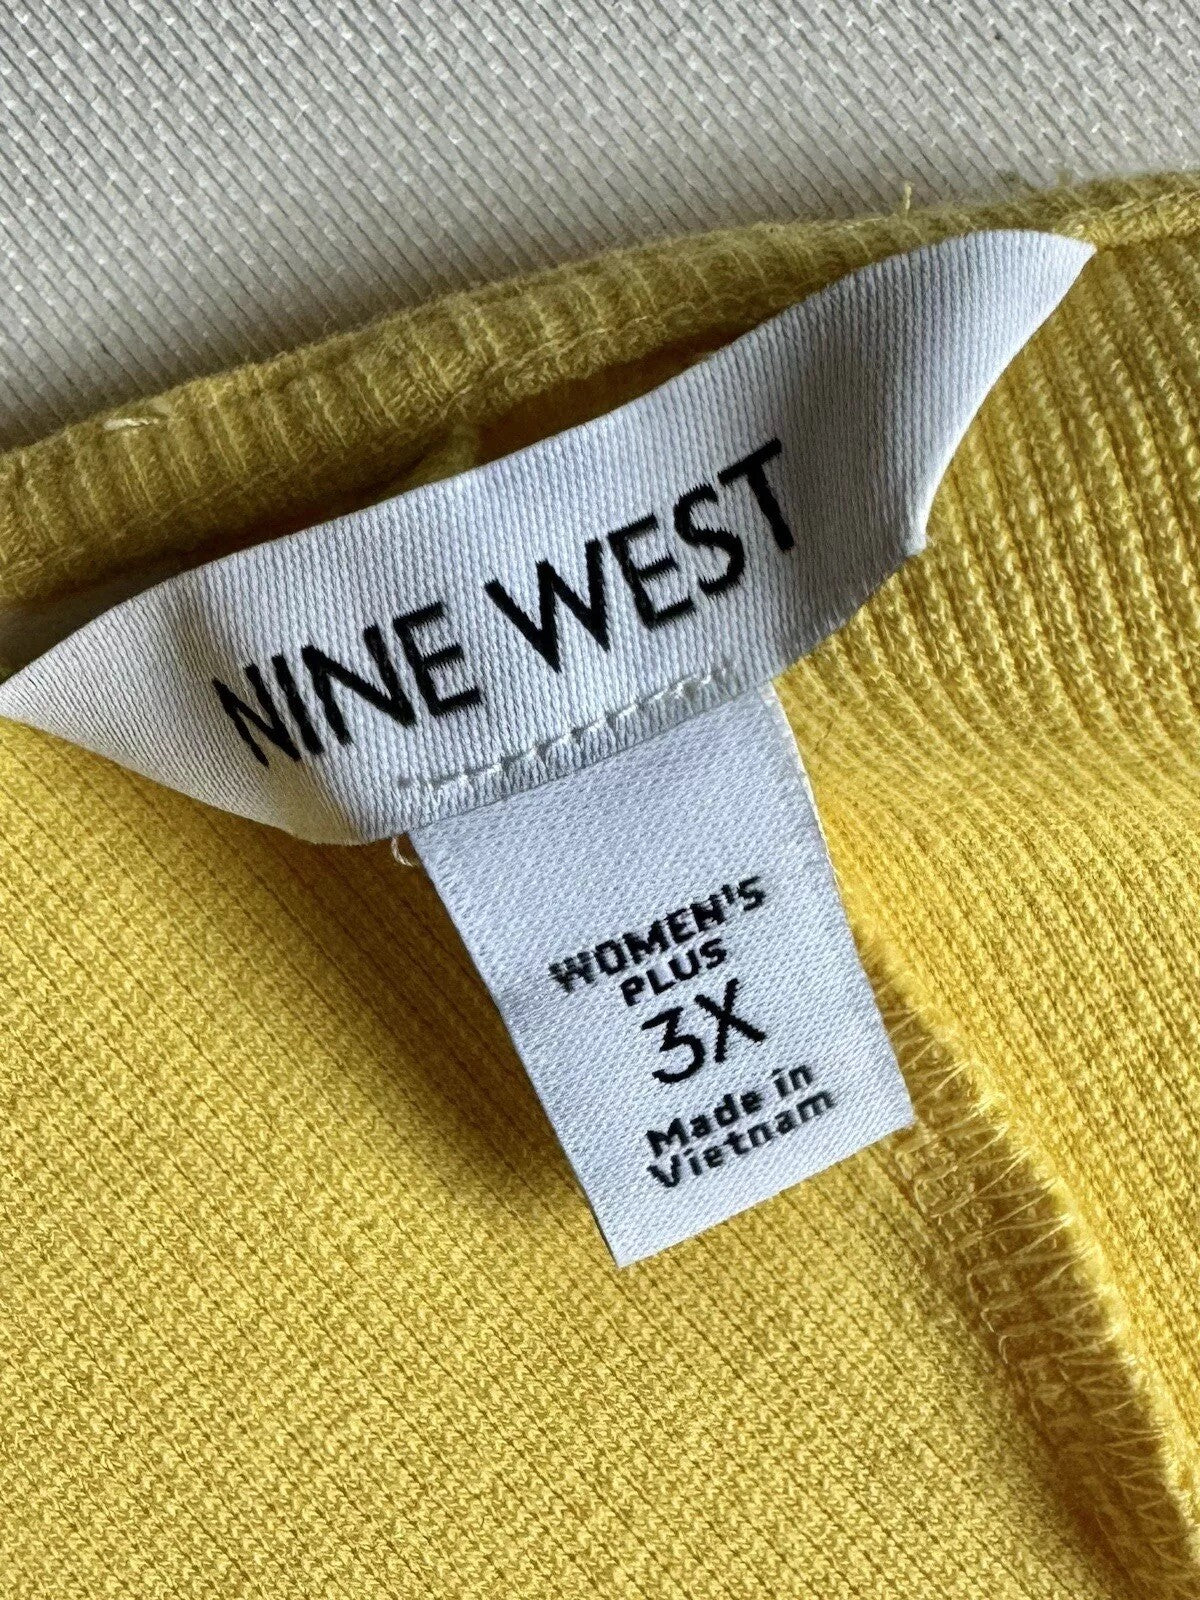 NINE WEST
WOMEN'S
PLUS
3X
Made in
Vietnam